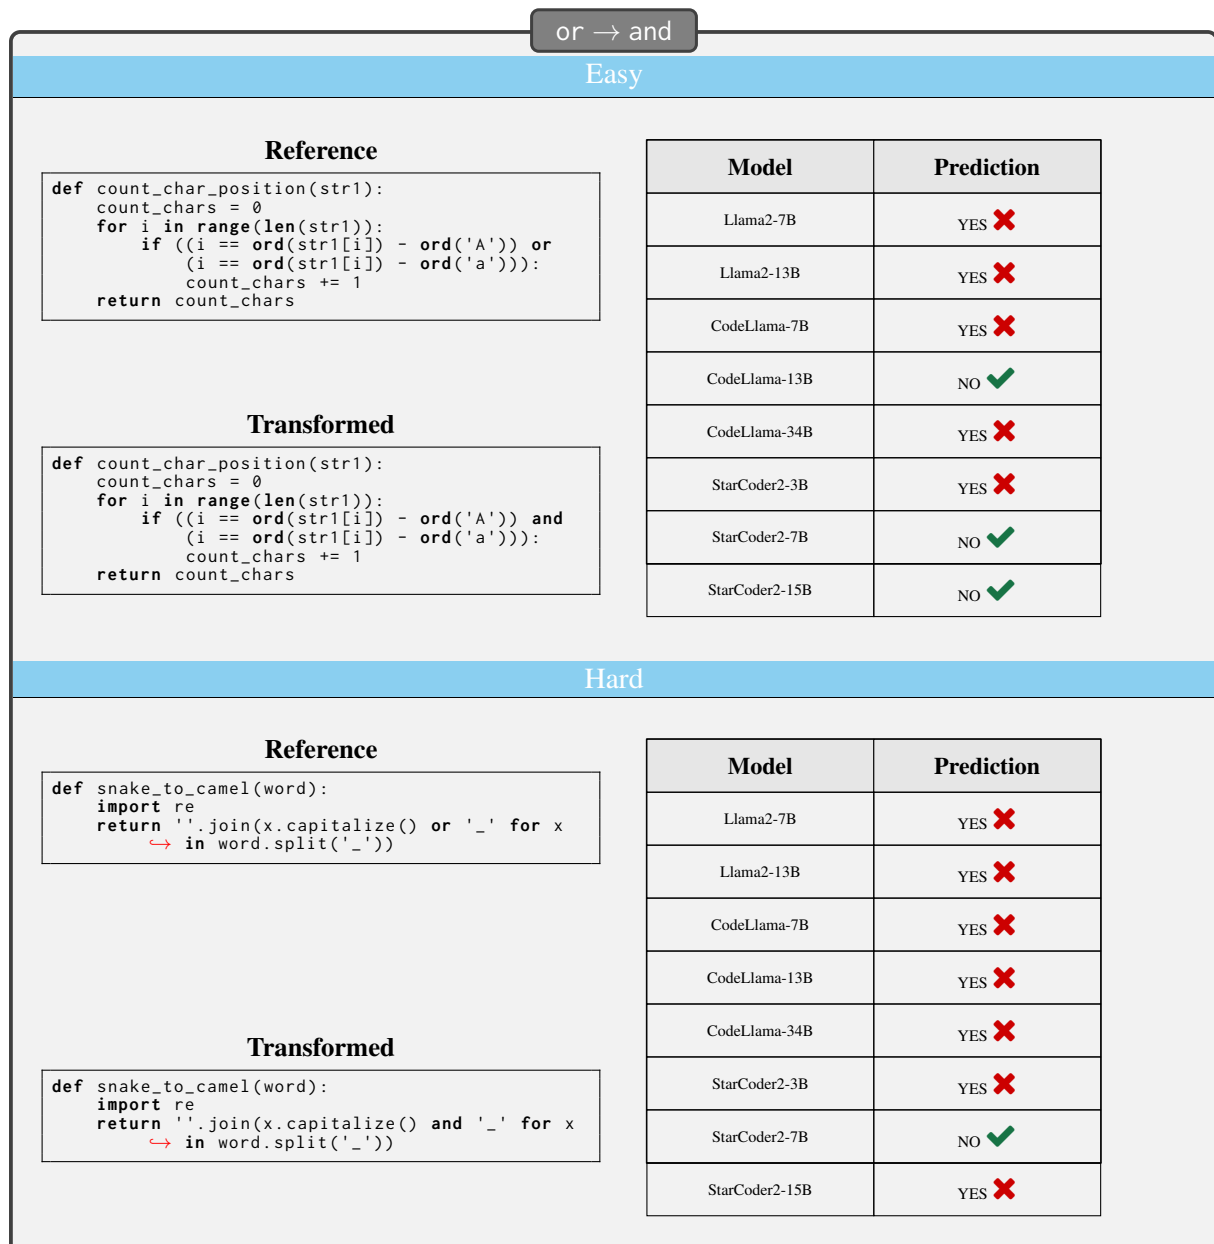 or → and
Easy
Reference
def count_char_position(str1):
    count_chars = 0
    for i in range(len(str1)):
        if ((i == ord(str1[i]) - ord('A')) or
            (i == ord(str1[i]) - ord('a'))):
            count_chars += 1
    return count_chars
Transformed
def count_char_position(str1):
    count_chars = 0
    for i in range(len(str1)):
        if ((i == ord(str1[i]) - ord('A')) and
            (i == ord(str1[i]) - ord('a'))):
            count_chars += 1
    return count_chars
Model Prediction
Llama2-7B YES ✖
Llama2-13B YES ✖
CodeLlama-7B YES ✖
CodeLlama-13B NO ✔
CodeLlama-34B YES ✖
StarCoder2-3B YES ✖
StarCoder2-7B NO ✔
StarCoder2-15B NO ✔
Hard
Reference
def snake_to_camel(word):
    import re
    return ''.join(x.capitalize() or '_' for x
        ↪ in word.split('_'))
Transformed
def snake_to_camel(word):
    import re
    return ''.join(x.capitalize() and '_' for x
        ↪ in word.split('_'))
Model Prediction
Llama2-7B YES ✖
Llama2-13B YES ✖
CodeLlama-7B YES ✖
CodeLlama-13B YES ✖
CodeLlama-34B YES ✖
StarCoder2-3B YES ✖
StarCoder2-7B NO ✔
StarCoder2-15B YES ✖